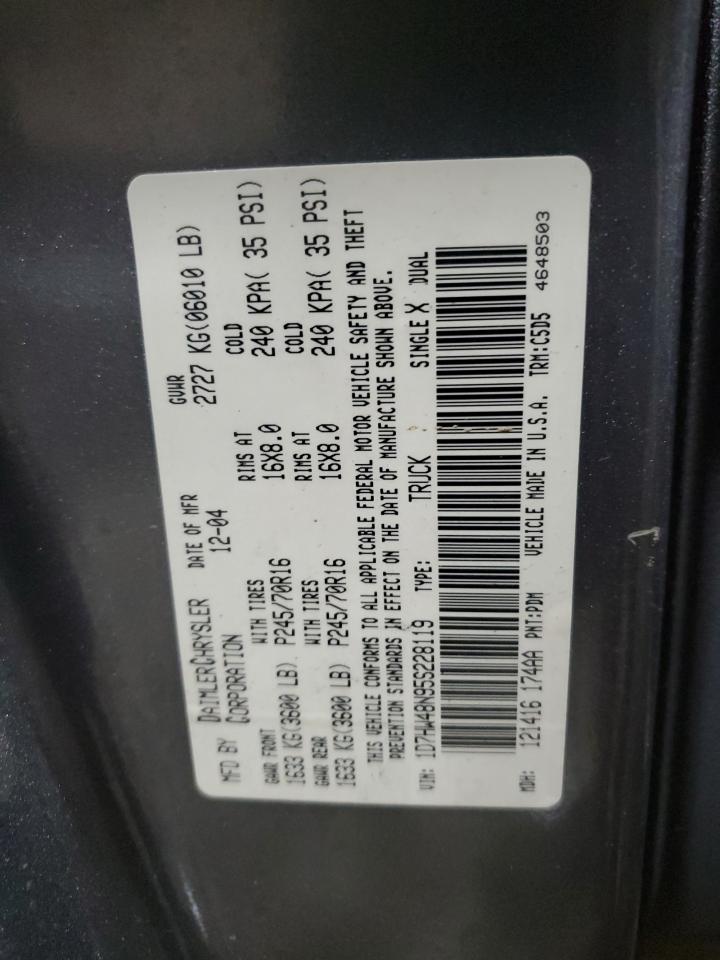 MFD BY DAIMLERCHRYSLER CORPORATION
DATE OF MFR 12-04
GVWR 2727 KG(06010 LB)
GAWR FRONT WITH TIRES RIMS AT COLD
1633 KG(3600 LB) P245/70R16 16X8.0 240 KPA( 35 PSI)
GAWR REAR WITH TIRES RIMS AT COLD
1633 KG(3600 LB) P245/70R16 16X8.0 240 KPA( 35 PSI)
THIS VEHICLE CONFORMS TO ALL APPLICABLE FEDERAL MOTOR VEHICLE SAFETY AND THEFT
PREVENTION STANDARDS IN EFFECT ON THE DATE OF MANUFACTURE SHOWN ABOVE.
VIN: 1D7HW48N95S228119 TYPE: TRUCK SINGLE X DUAL
MDH: 121416 174AA PNT:PDM VEHICLE MADE IN U.S.A. TRM:C5D5 4648503